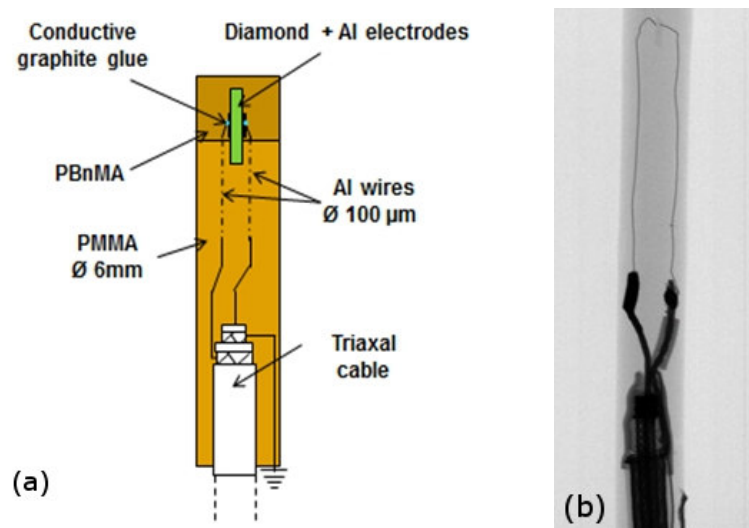 Conductive
graphite glue
Diamond + Al electrodes
PBnMA
Al wires
Ø 100 µm
PMMA
Ø 6mm
Triaxal
cable
(a)
(b)